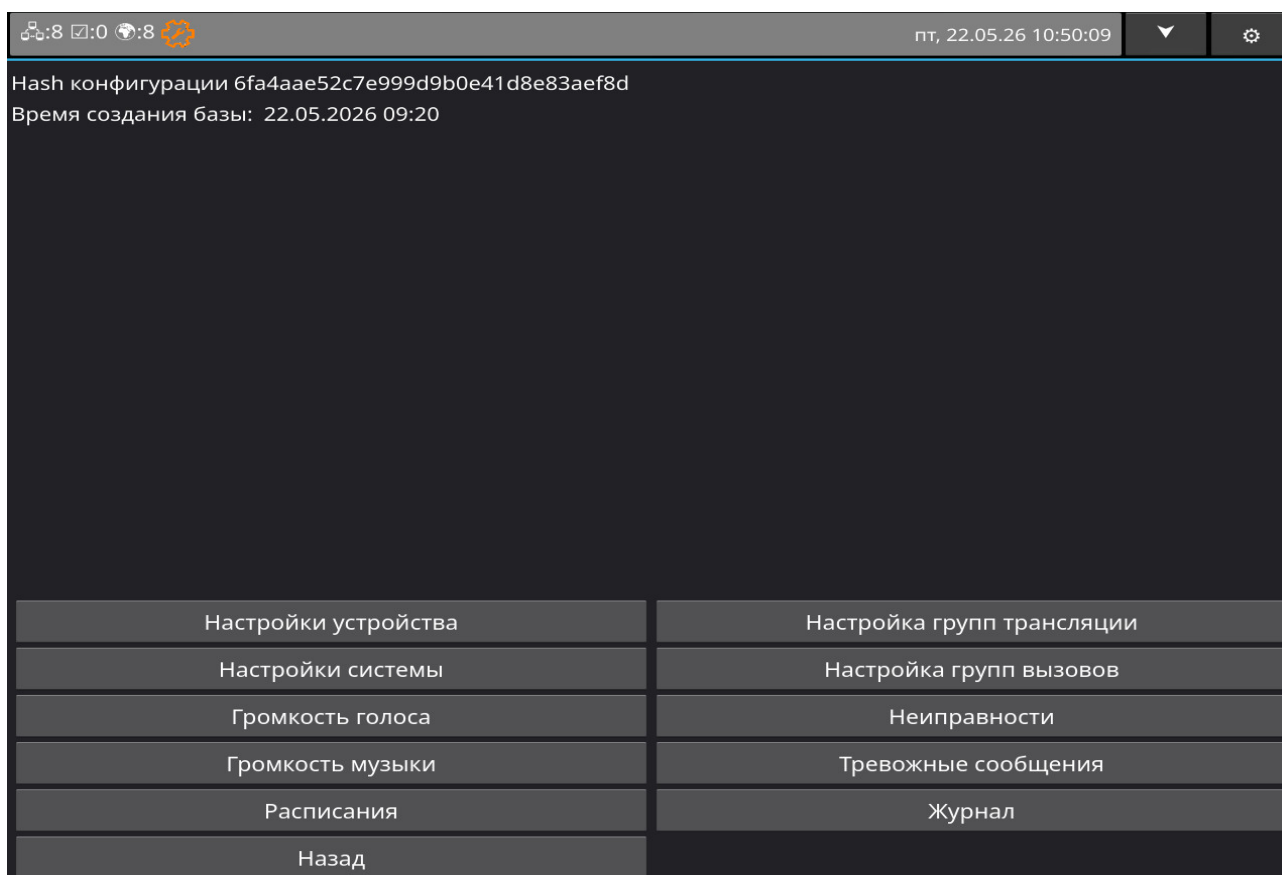 :8 ☑:0 :8
пт, 22.05.26 10:50:09
Hash конфигурации 6fa4aae52c7e999d9b0e41d8e83aef8d
Время создания базы: 22.05.2026 09:20
Настройки устройства
Настройка групп трансляции
Настройки системы
Настройка групп вызовов
Громкость голоса
Неиправности
Громкость музыки
Тревожные сообщения
Расписания
Журнал
Назад